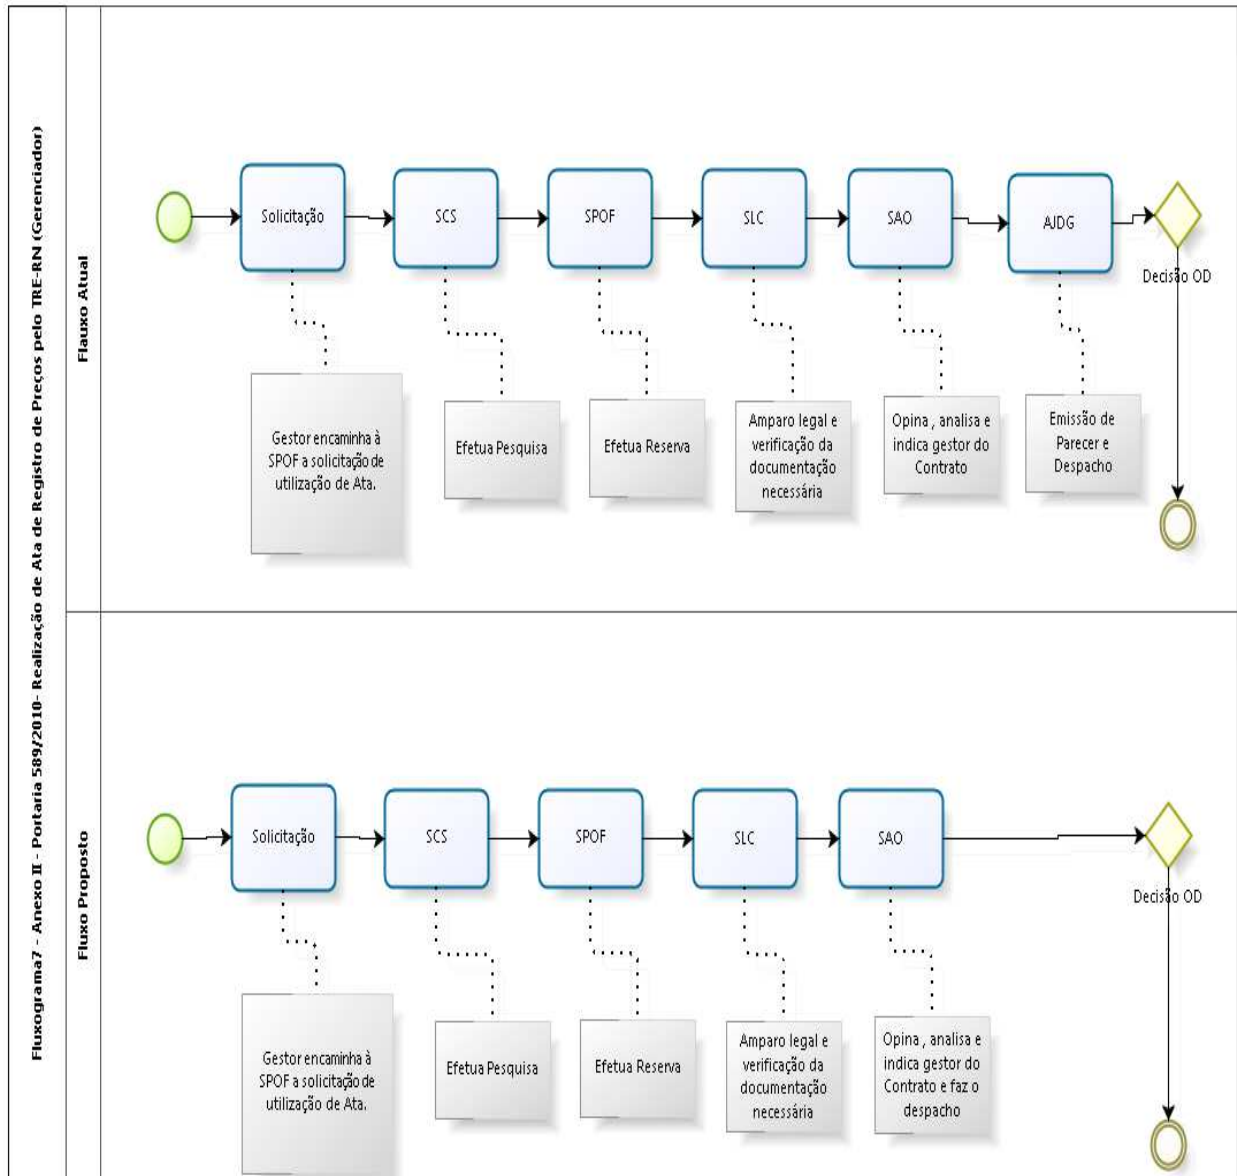 Fluxograma7 - Anexo II - Portaria 589/2010- Realização de Ata de Registro de Preços pelo TRE-RN (Gerenciador)
Flauxo Atual
Solicitação
SCS
SPOF
SLC
SAO
AJDG
Decisão OD
Gestor encaminha à
SPOF a solicitação de
utilização de Ata.
Efetua Pesquisa
Efetua Reserva
Amparo legal e
verificação da
documentação
necessária
Opina , analisa e
indica gestor do
Contrato
Emissão de
Parecer e
Despacho
Fluxo Proposto
Solicitação
SCS
SPOF
SLC
SAO
Decisão OD
Gestor encaminha à
SPOF a solicitação de
utilização de Ata.
Efetua Pesquisa
Efetua Reserva
Amparo legal e
verificação da
documentação
necessária
Opina , analisa e
indica gestor do
Contrato e faz o
despacho